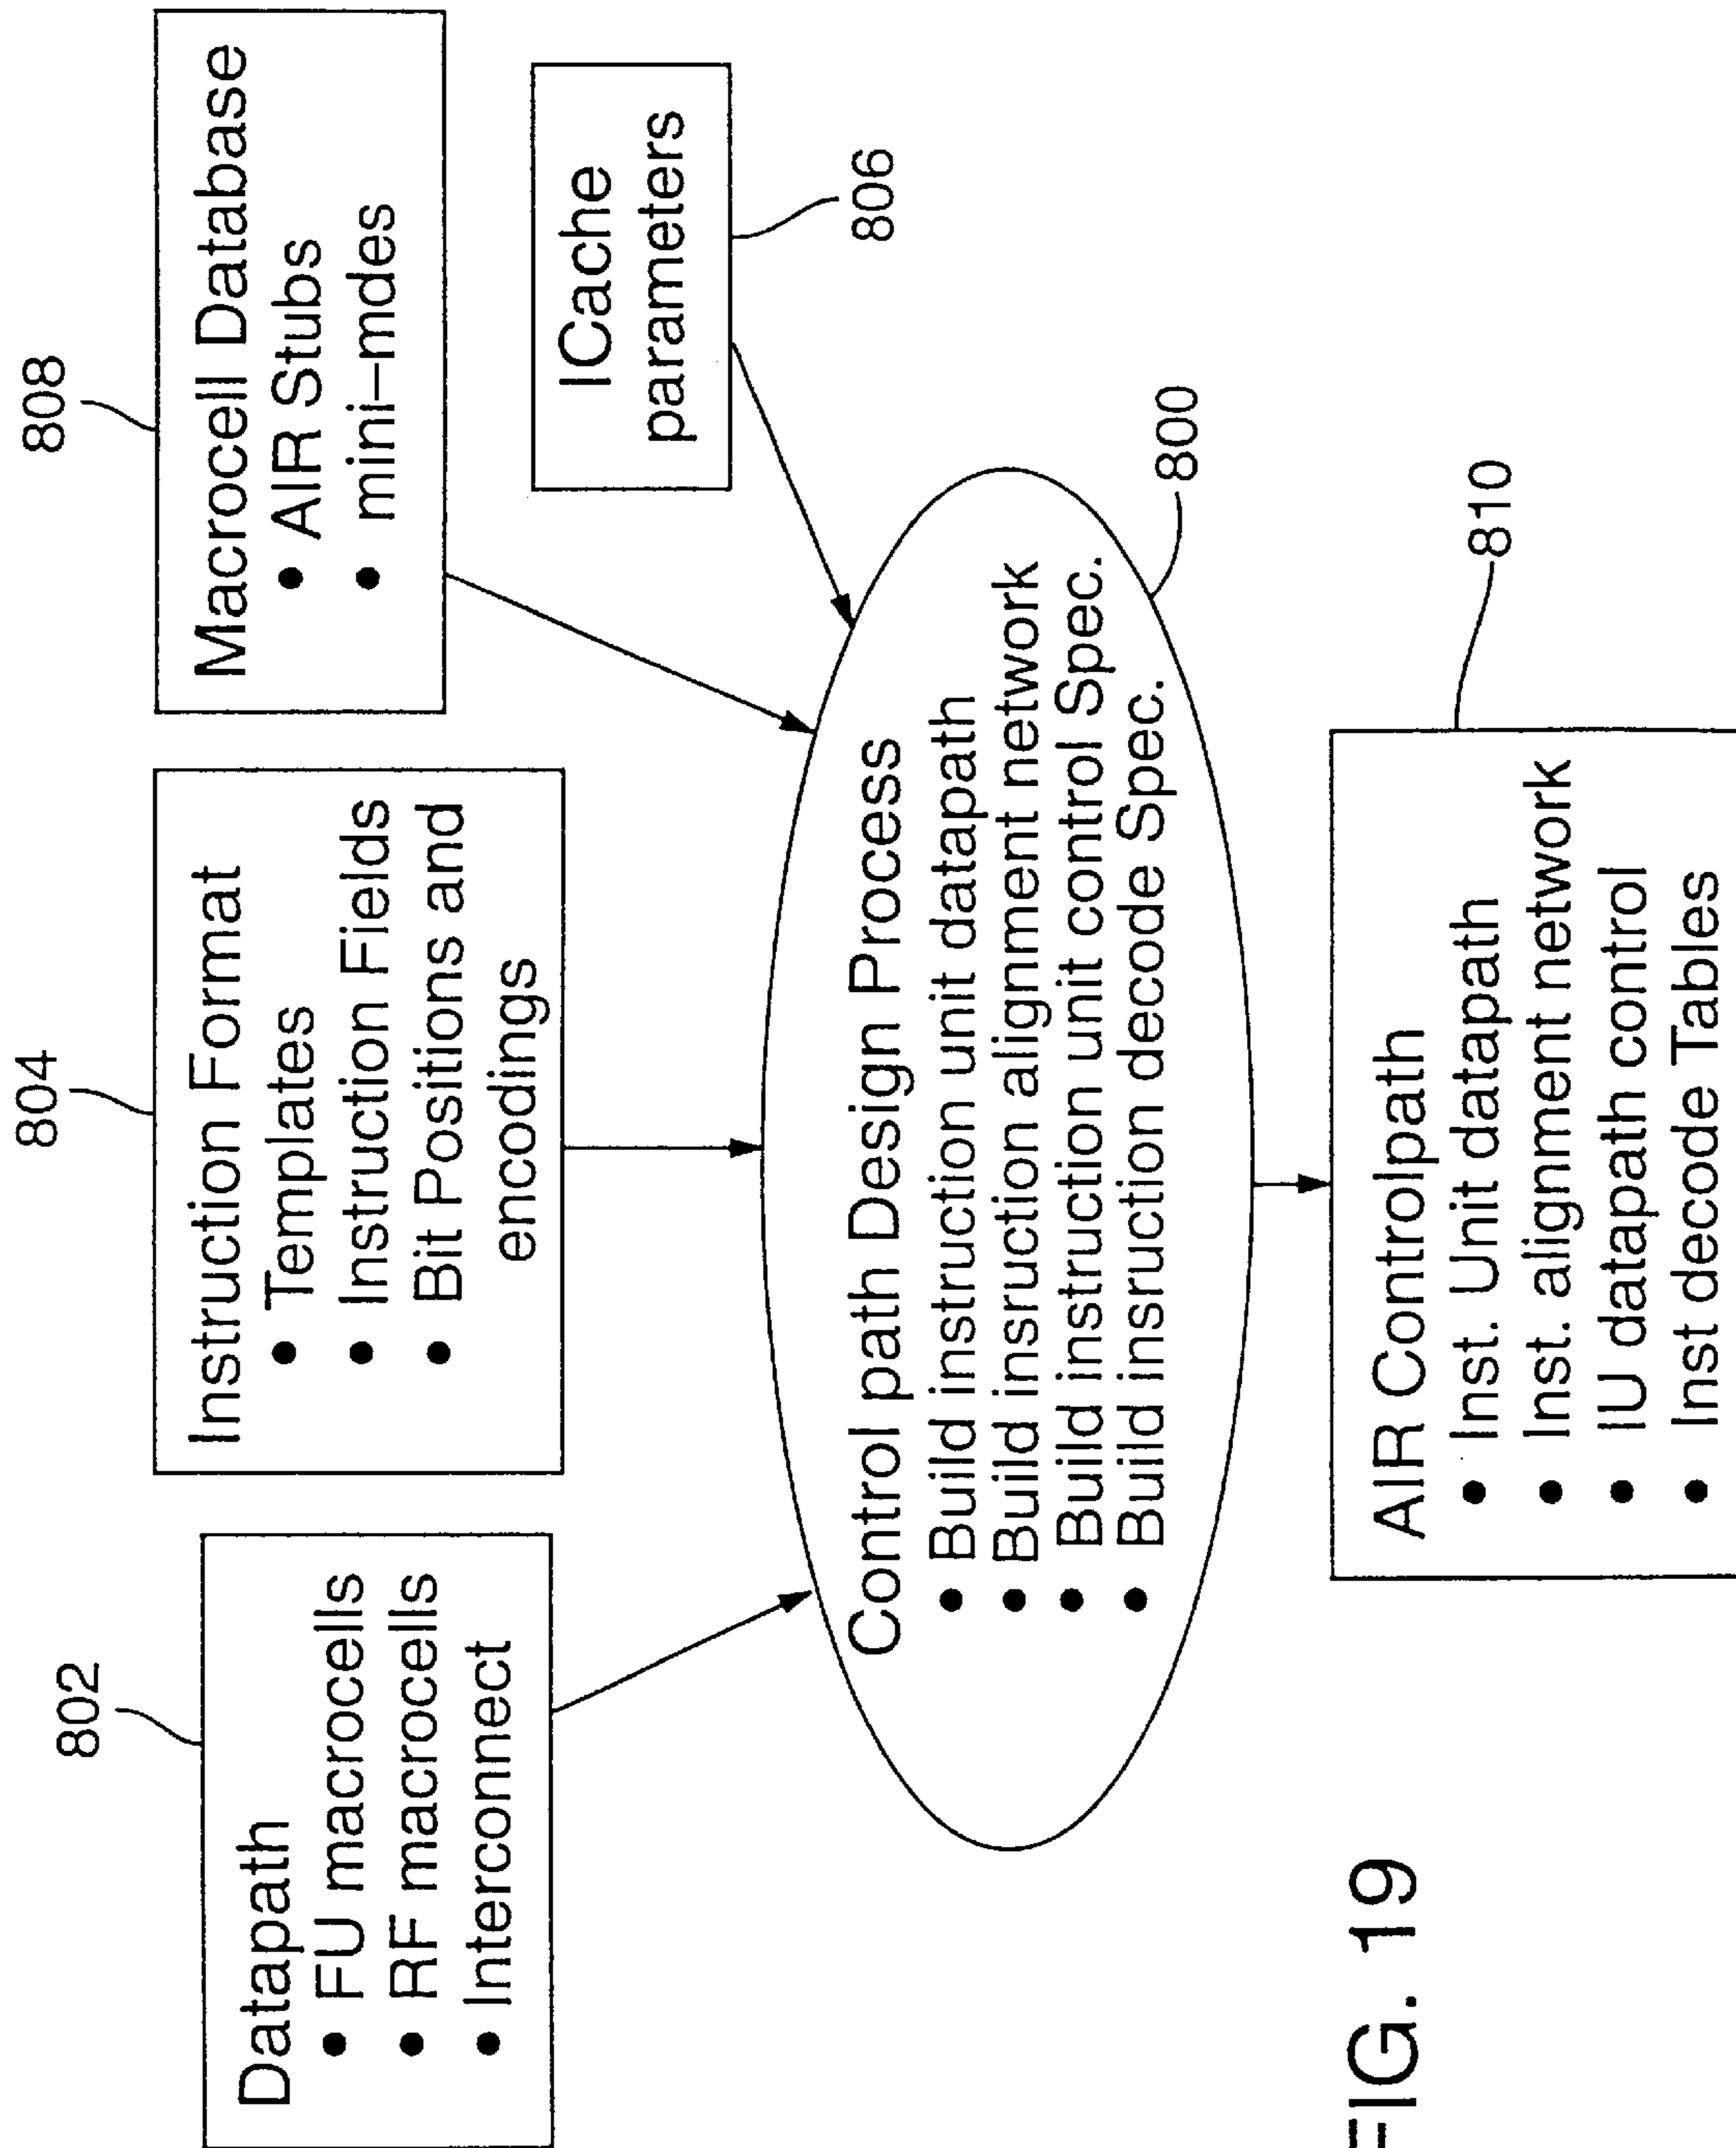 802
Datapath
• FU macrocells
• RF macrocells
• Interconnect
804
Instruction Format
• Templates
• Instruction Fields
• Bit Positions and
encodings
808
Macrocell Database
• AIR Stubs
• mini–mdes
ICache
parameters
806
Control path Design Process
• Build instruction unit datapath
• Build insruction alignment network
• Build instruction unit control Spec.
• Build insruction decode Spec.
800
AIR Controlpath
• Inst. Unit datapath
• Inst. alignment network
• IU datapath control
• Inst decode Tables
810
FIG. 19